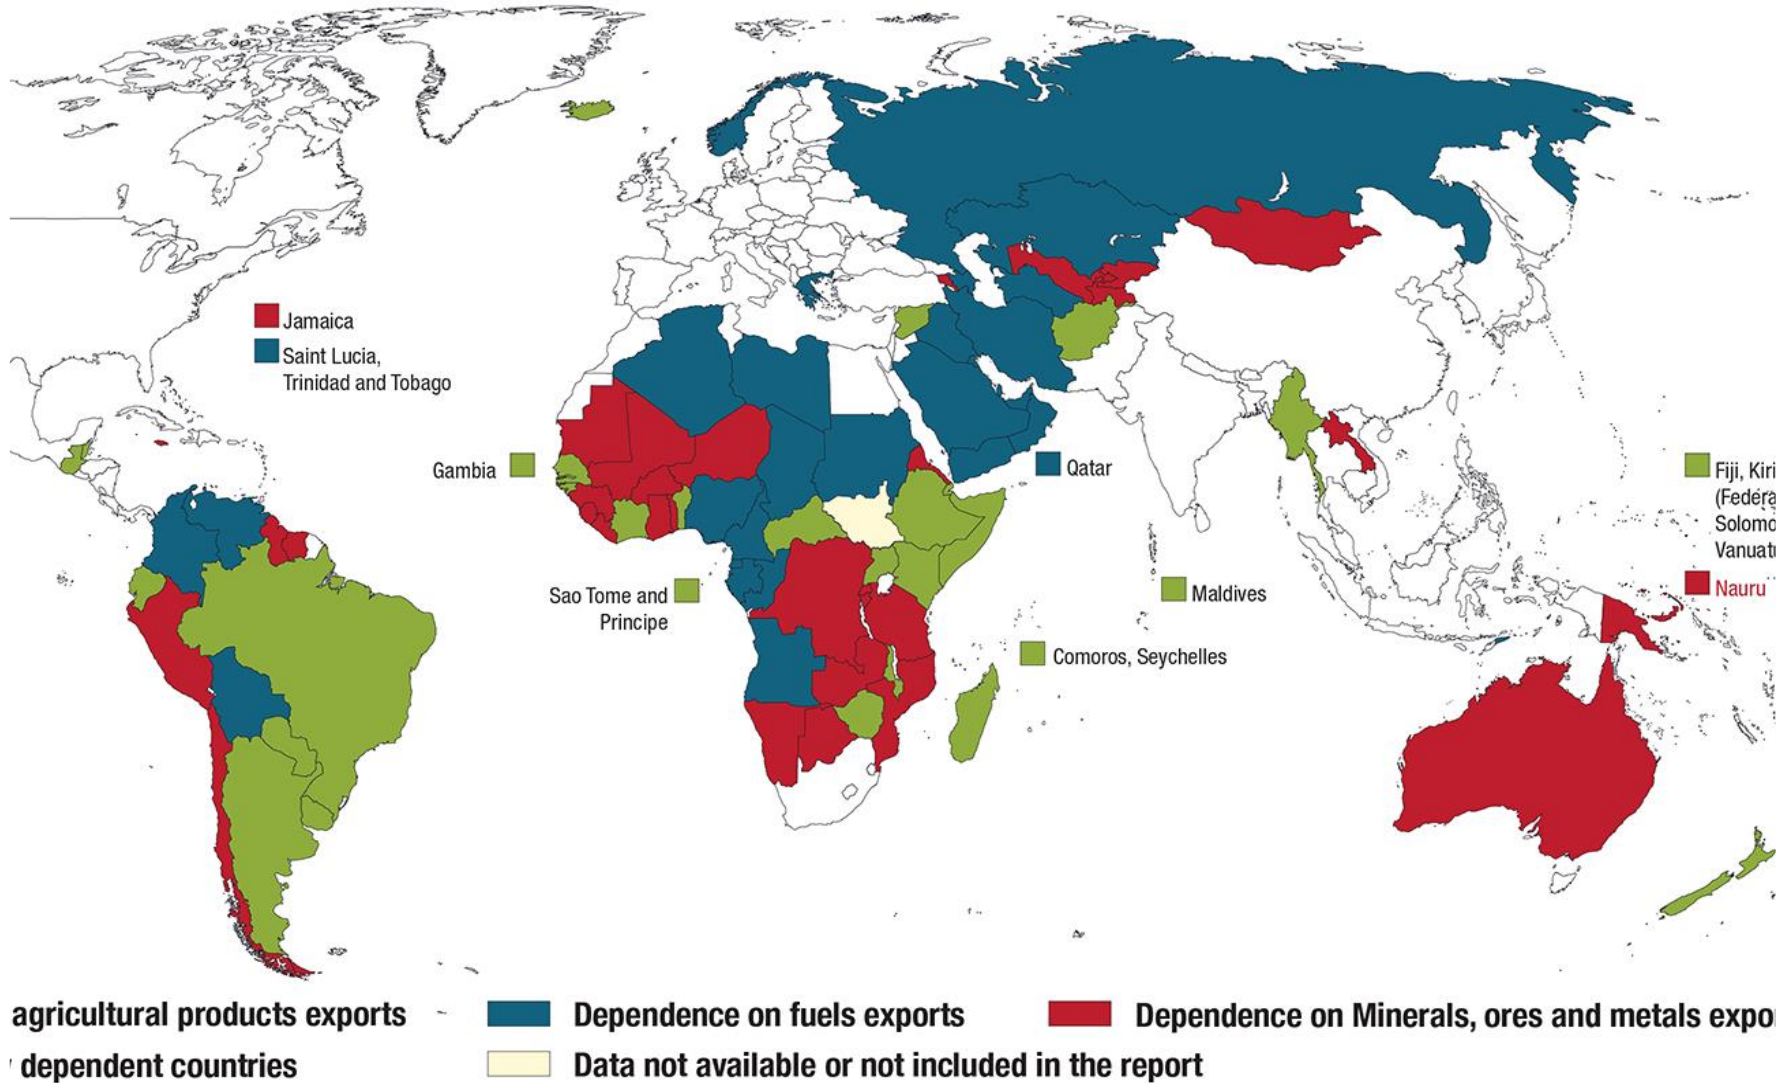 Jamaica
Saint Lucia,
Trinidad and Tobago
Gambia
Qatar
Fiji, Kiri
(Federa
Solomo
Vanuatu
Sao Tome and
Principe
Maldives
Nauru
Comoros, Seychelles
agricultural products exports
Dependence on fuels exports
Dependence on Minerals, ores and metals expo
dependent countries
Data not available or not included in the report